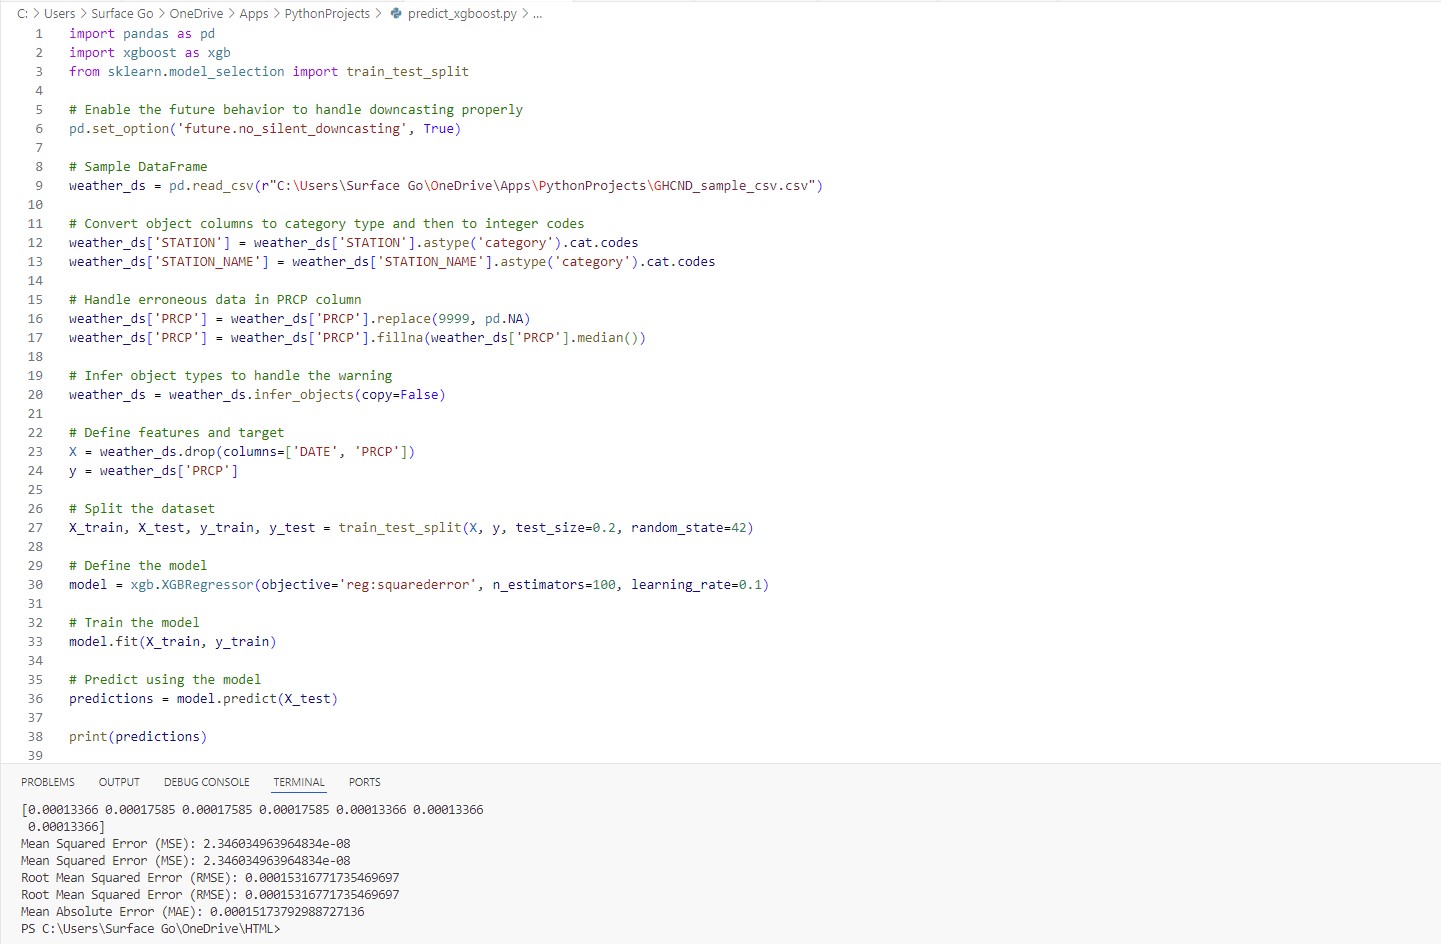 C: > Users > Surface Go > OneDrive > Apps > PythonProjects > predict_xgboost.py > ...
1 import pandas as pd
2 import xgboost as xgb
3 from sklearn.model_selection import train_test_split
4
5 # Enable the future behavior to handle downcasting properly
6 pd.set_option('future.no_silent_downcasting', True)
7
8 # Sample DataFrame
9 weather_ds = pd.read_csv(r"C:\Users\Surface Go\OneDrive\Apps\PythonProjects\GHCND_sample_csv.csv")
10
11 # Convert object columns to category type and then to integer codes
12 weather_ds['STATION'] = weather_ds['STATION'].astype('category').cat.codes
13 weather_ds['STATION_NAME'] = weather_ds['STATION_NAME'].astype('category').cat.codes
14
15 # Handle erroneous data in PRCP column
16 weather_ds['PRCP'] = weather_ds['PRCP'].replace(9999, pd.NA)
17 weather_ds['PRCP'] = weather_ds['PRCP'].fillna(weather_ds['PRCP'].median())
18
19 # Infer object types to handle the warning
20 weather_ds = weather_ds.infer_objects(copy=False)
21
22 # Define features and target
23 X = weather_ds.drop(columns=['DATE', 'PRCP'])
24 y = weather_ds['PRCP']
25
26 # Split the dataset
27 X_train, X_test, y_train, y_test = train_test_split(X, y, test_size=0.2, random_state=42)
28
29 # Define the model
30 model = xgb.XGBRegressor(objective='reg:squarederror', n_estimators=100, learning_rate=0.1)
31
32 # Train the model
33 model.fit(X_train, y_train)
34
35 # Predict using the model
36 predictions = model.predict(X_test)
37
38 print(predictions)
39
PROBLEMS OUTPUT DEBUG CONSOLE TERMINAL PORTS
[0.00013366 0.00017585 0.00017585 0.00017585 0.00013366 0.00013366
0.00013366]
Mean Squared Error (MSE): 2.346034963964834e-08
Mean Squared Error (MSE): 2.346034963964834e-08
Root Mean Squared Error (RMSE): 0.00015316771735469697
Root Mean Squared Error (RMSE): 0.00015316771735469697
Mean Absolute Error (MAE): 0.00015173792988727136
PS C:\Users\Surface Go\OneDrive\HTML>